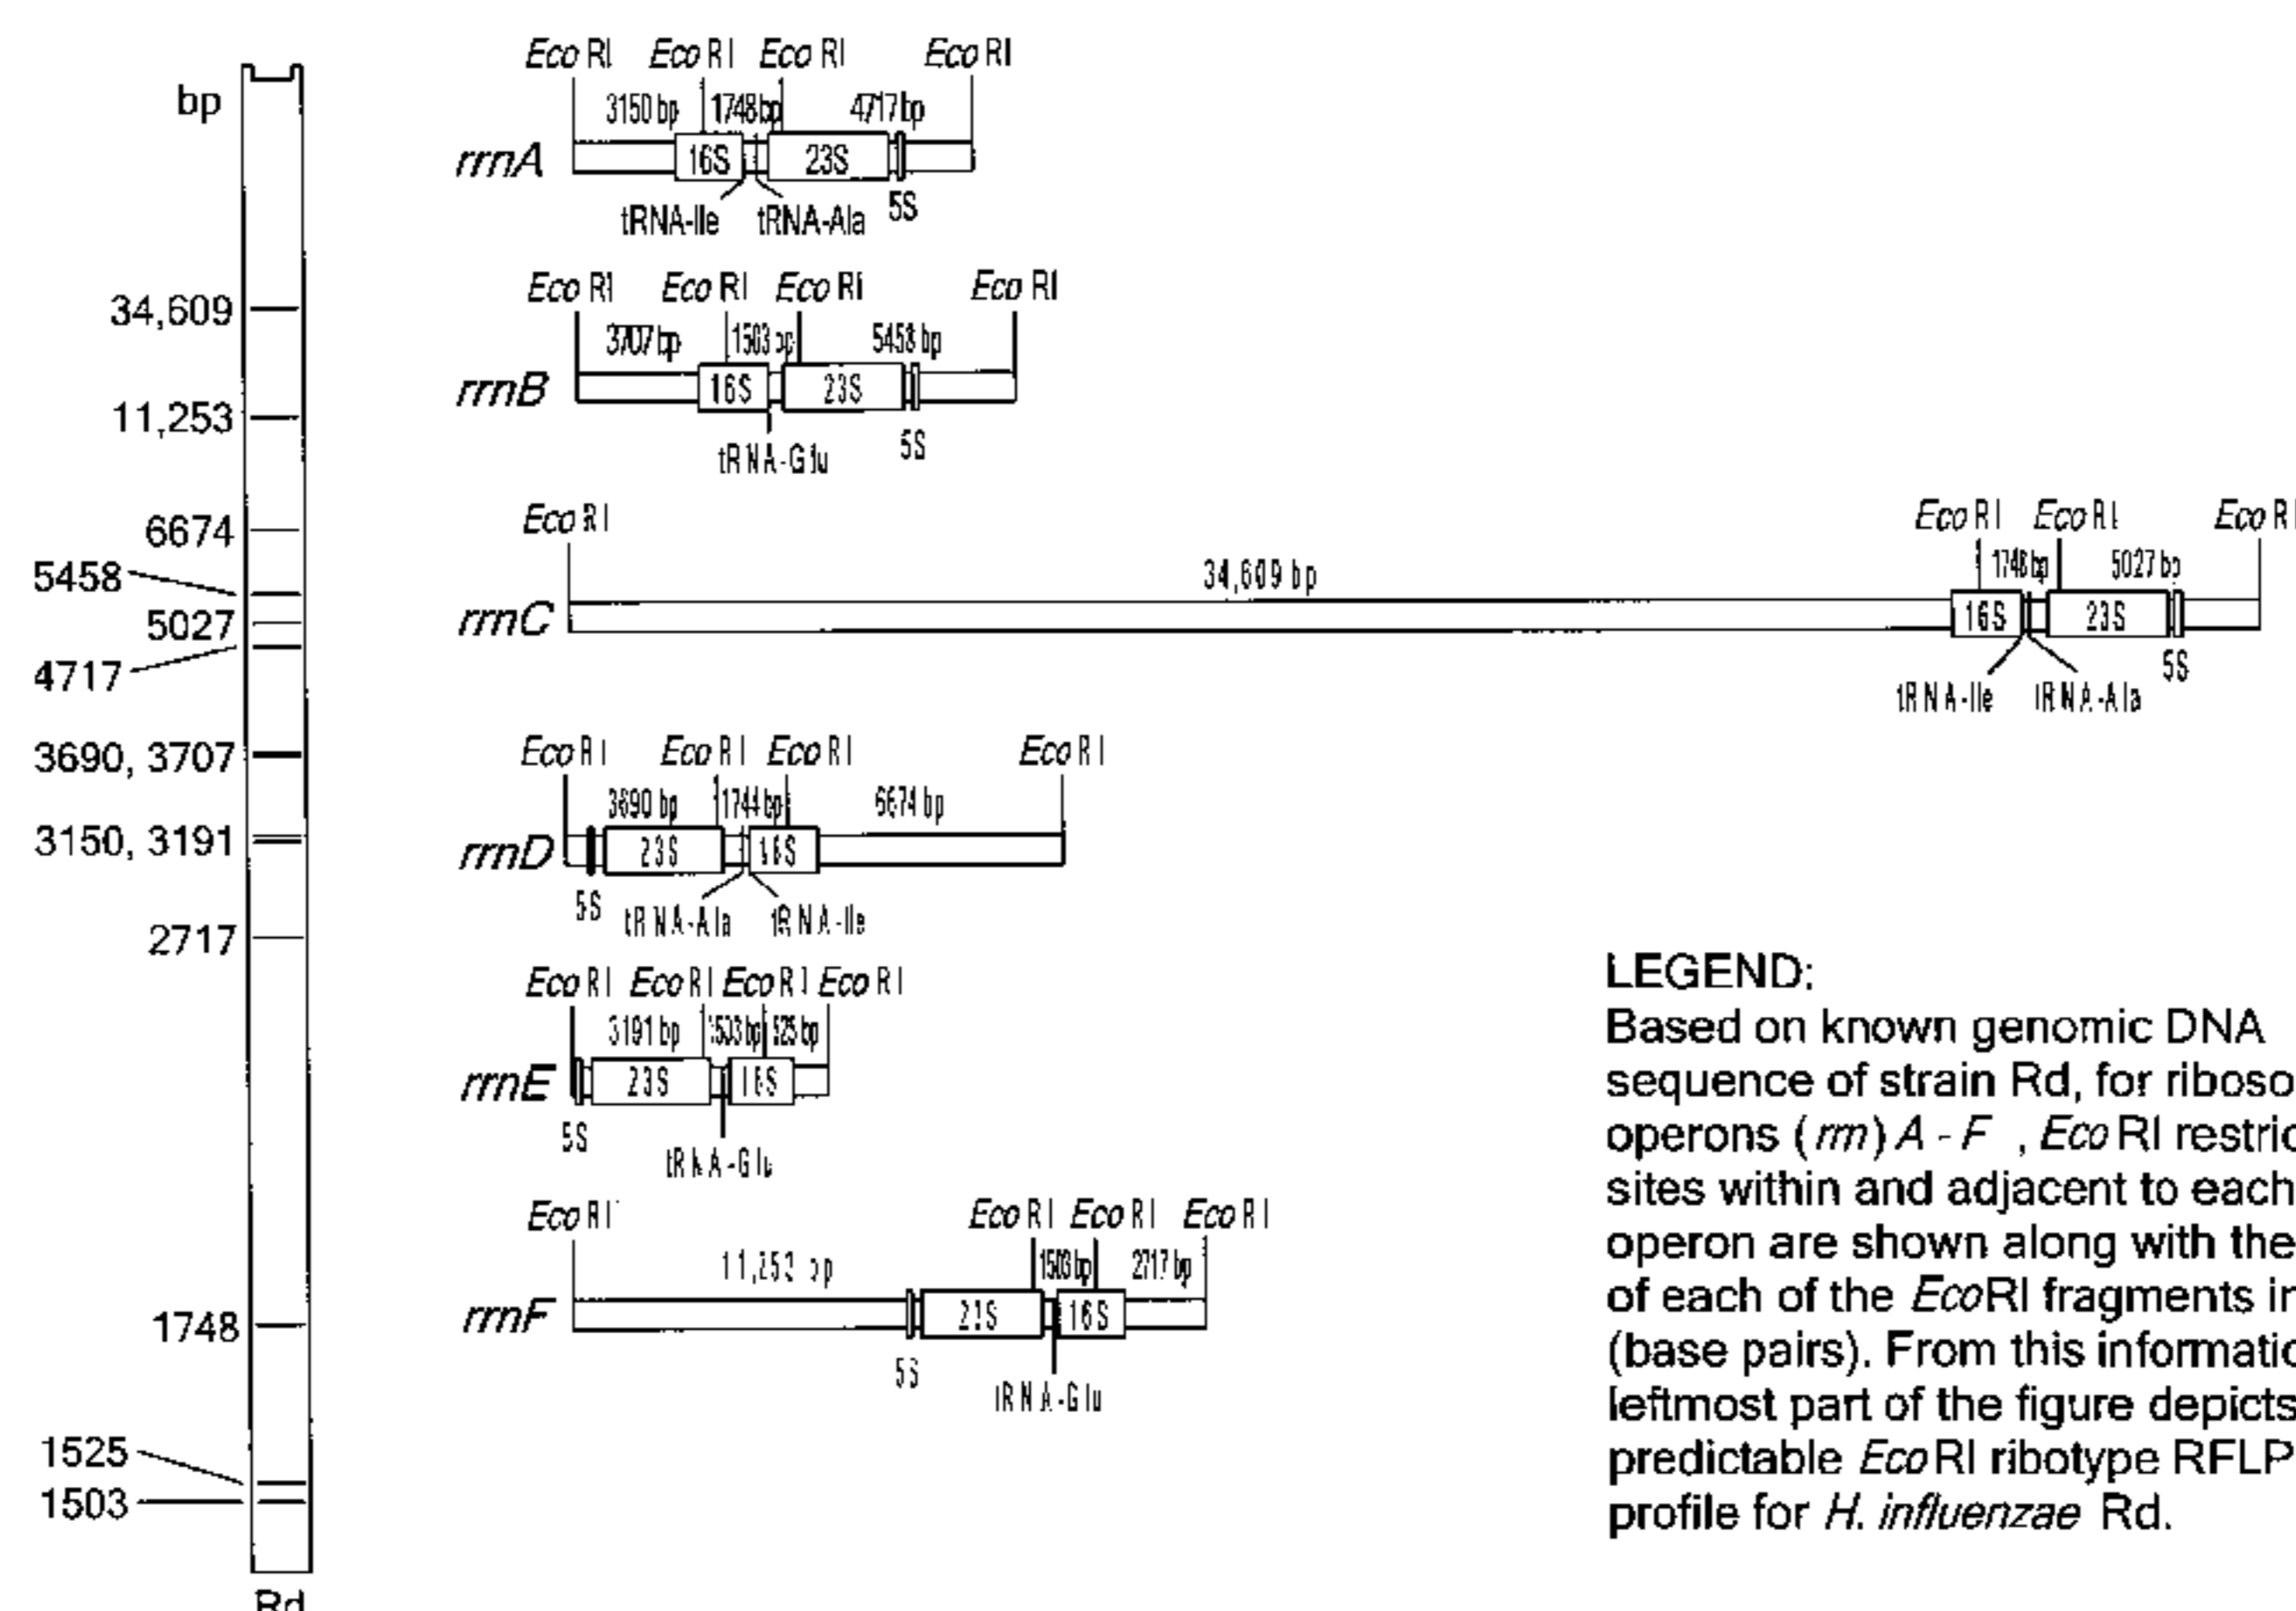 bp
34,609
11,253
6674
5458
5027
4717
3690, 3707
3150, 3191
2717
1748
1525
1503
Rd
Eco RI Eco RI Eco RI Eco RI
3150 bp 1748 bp 4717 bp
rrnA 16S 23S
tRNA-Ile tRNA-Ala 5S
Eco RI Eco RI Eco RI Eco RI
3707 bp 1503 bp 5458 bp
rrnB 16S 23S
tRNA-Glu 5S
Eco RI Eco RI Eco RI Eco R
34,609 bp 1748 bp 5027 bp
rrnC 16S 23S
5S
tRNA-Ile tRNA-Ala
Eco RI Eco RI Eco RI Eco RI
3690 bp 1744 bp 6674 bp
rrnD 23S 16S
5S tRNA-Ala tRNA-Ile
Eco RI Eco RI Eco RI Eco RI
3191 bp 1503 bp 525 bp
rrnE 23S 16S
5S
tRNA-Glu
Eco RI Eco RI Eco RI Eco RI
11,253 bp 1503 bp 2717 bp
rrnF 23S 16S
5S
tRNA-Glu
LEGEND:
Based on known genomic DNA
sequence of strain Rd, for riboso
operons (rrn) A - F , Eco RI restric
sites within and adjacent to each
operon are shown along with the
of each of the EcoRI fragments in
(base pairs). From this informatio
leftmost part of the figure depicts
predictable Eco RI ribotype RFLP
profile for H. influenzae Rd.